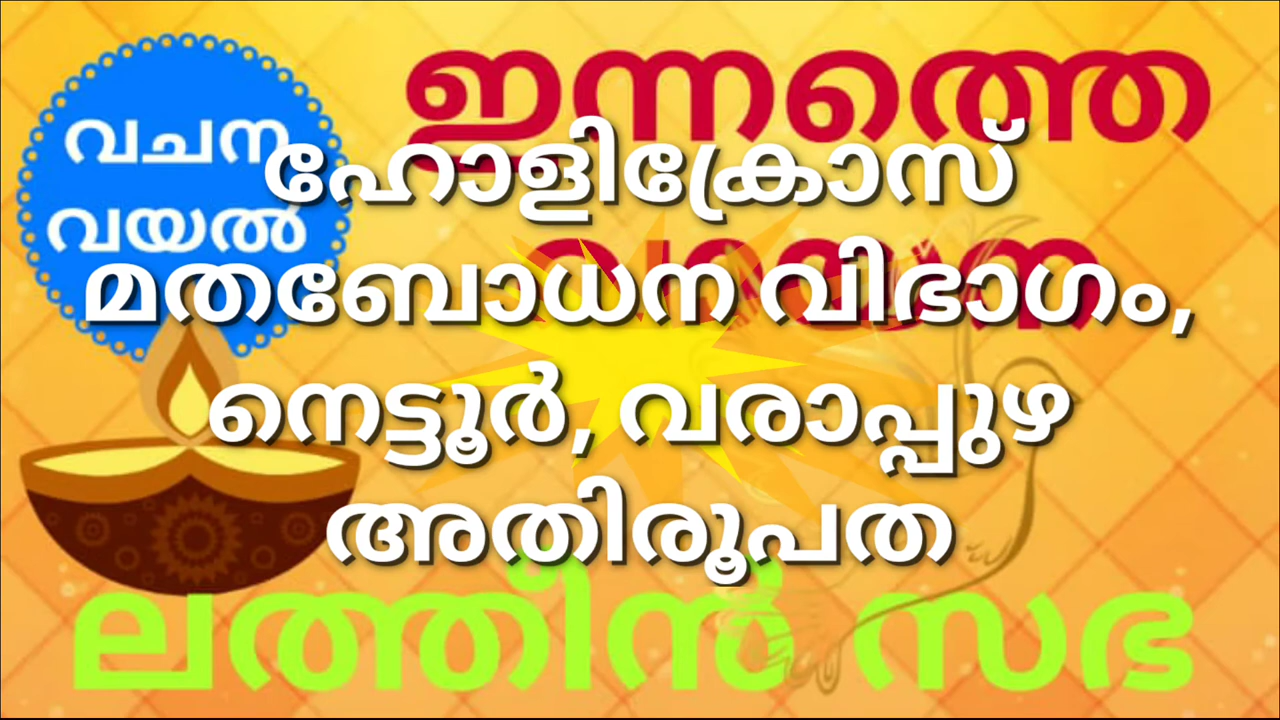 ഇന്നത്തെ
വചന
വയൽ
ഹോളിക്രോസ്
മതബോധന വിഭാഗം,
നെട്ടൂർ, വരാപ്പുഴ
അതിരൂപത
ലത്തീൻ സഭ